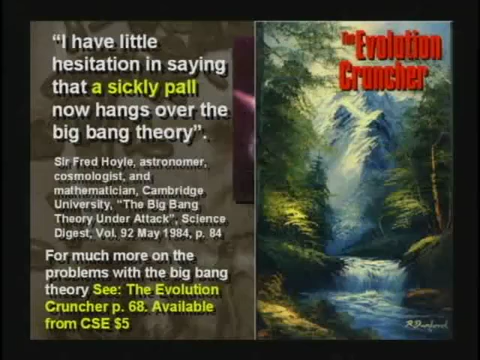 “I have little
hesitation in saying
that a sickly pall
now hangs over the
big bang theory”.
Sir Fred Hoyle, astronomer,
cosmologist, and
mathematician, Cambridge
University, “The Big Bang
Theory Under Attack”, Science
Digest, Vol. 92 May 1984, p. 84
For much more on the
problems with the big bang
theory See: The Evolution
Cruncher p. 68. Available
from CSE $5
The Evolution
Cruncher